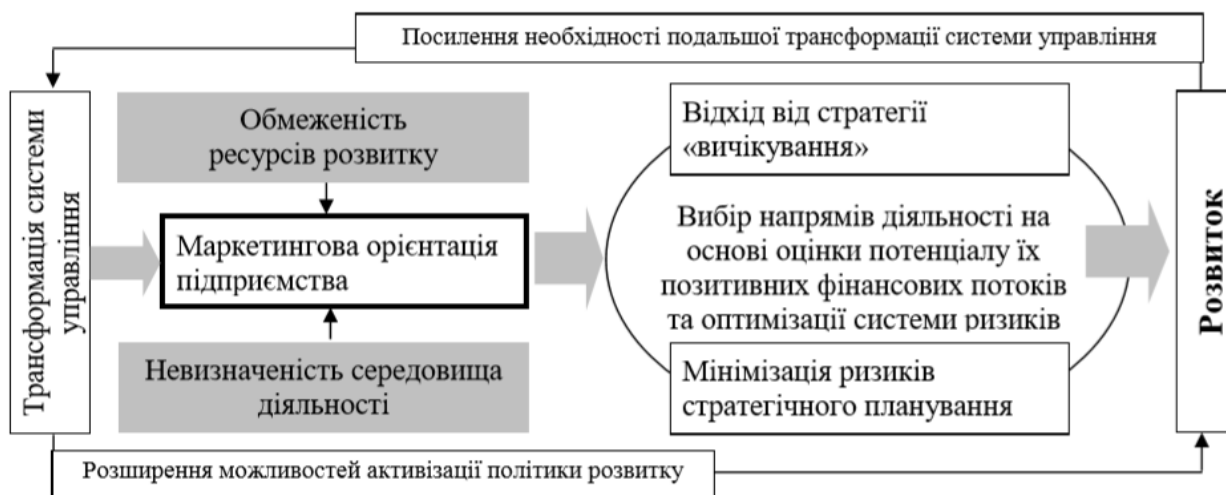 Посилення необхідності подальшої трансформації системи управління
Трансформація системи
управління
Обмеженість
ресурсів розвитку
Маркетингова орієнтація
підприємства
Невизначеність середовища
діяльності
Відхід від стратегії
«вичікування»
Вибір напрямів діяльності на
основі оцінки потенціалу їх
позитивних фінансових потоків
та оптимізації системи ризиків
Мінімізація ризиків
стратегічного планування
Розвиток
Розширення можливостей активізації політики розвитку